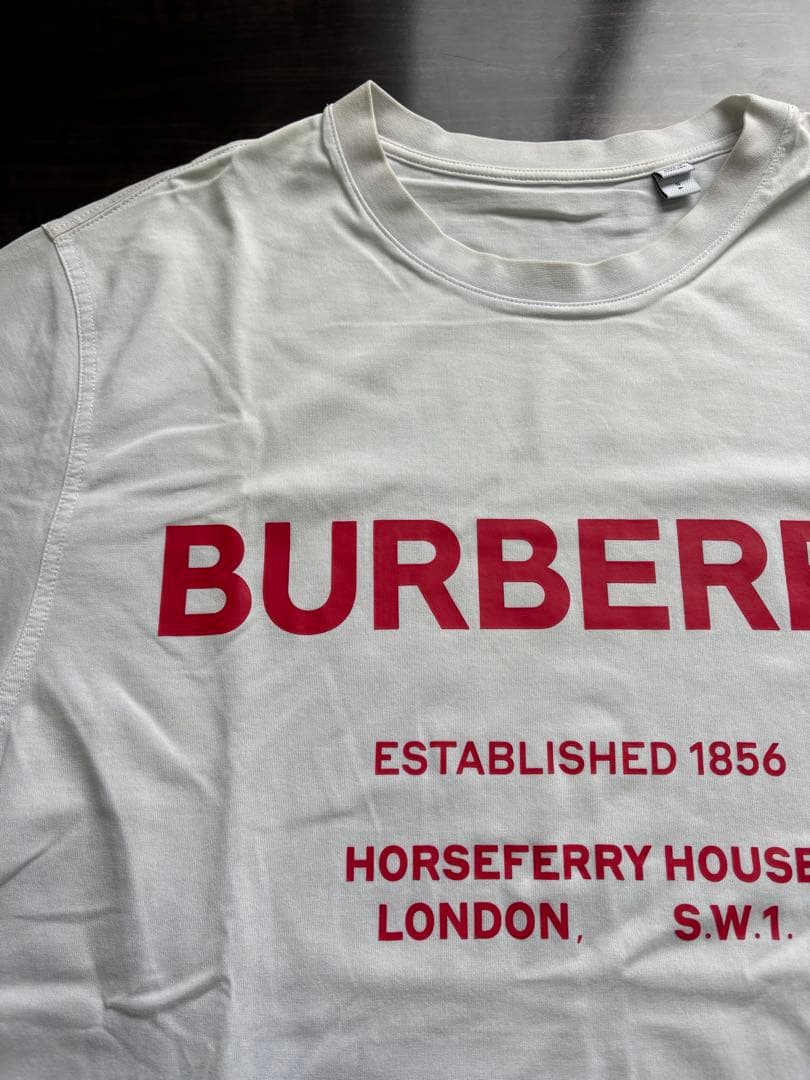 BURBERR
ESTABLISHED 1856
HORSEFERRY HOUSE
LONDON, S.W.1.